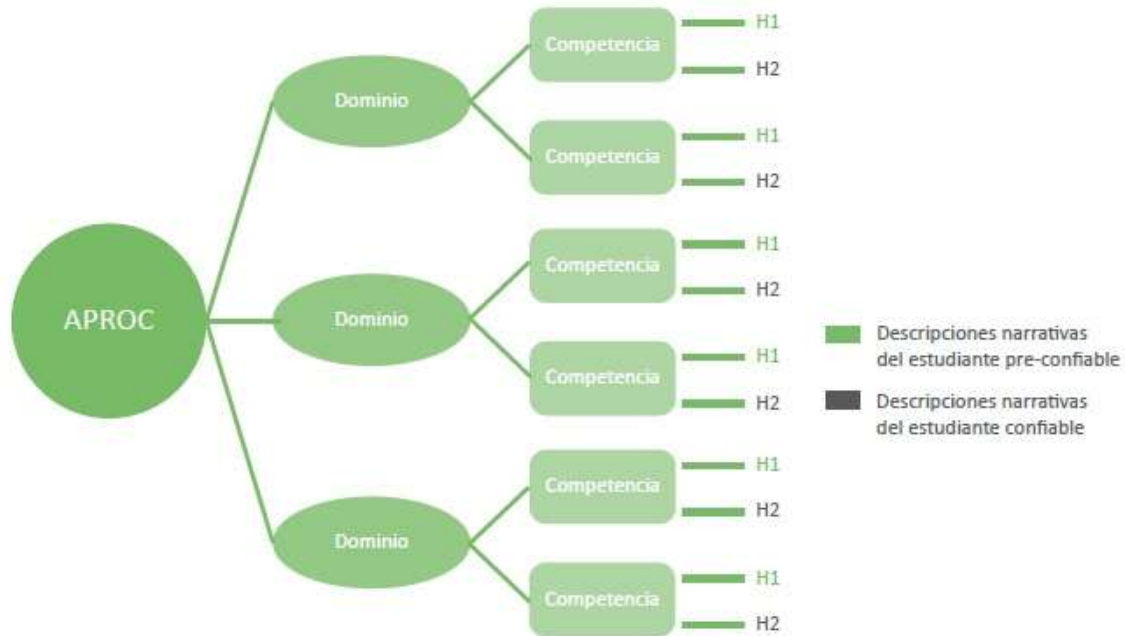 APROC
Dominio
Competencia
H1
H2
Competencia
H1
H2
Dominio
Competencia
H1
H2
Competencia
H1
H2
Dominio
Competencia
H1
H2
Competencia
H1
H2
Descripciones narrativas
del estudiante pre-confiable
Descripciones narrativas
del estudiante confiable